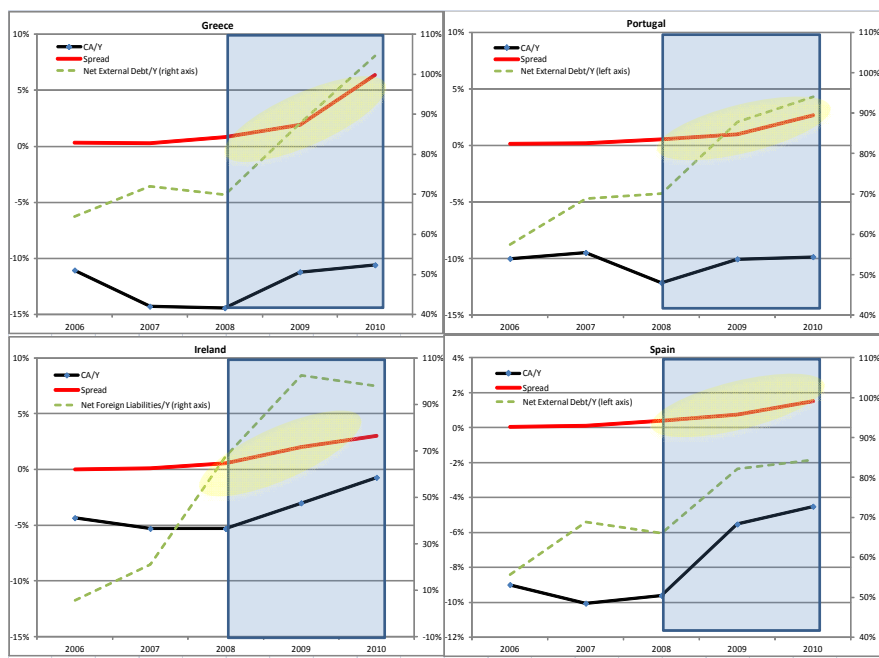 Greece
10%
5%
0%
-5%
-10%
-15%
CA/Y
Spread
Net External Debt/Y (right axis)
110%
100%
90%
80%
70%
60%
50%
40%
2006 2007 2008 2009 2010
Portugal
10%
5%
0%
-5%
-10%
-15%
CA/Y
Spread
Net External Debt/Y (left axis)
110%
100%
90%
80%
70%
60%
50%
40%
2006 2007 2008 2009 2010
Ireland
10%
5%
0%
-5%
-10%
-15%
CA/Y
Spread
Net Foreign Liabilities/Y (right axis)
110%
90%
70%
50%
30%
10%
-10%
2006 2007 2008 2009 2010
Spain
4%
2%
0%
-2%
-4%
-6%
-8%
-10%
-12%
CA/Y
Spread
Net External Debt/Y (left axis)
110%
100%
90%
80%
70%
60%
50%
40%
2006 2007 2008 2009 2010